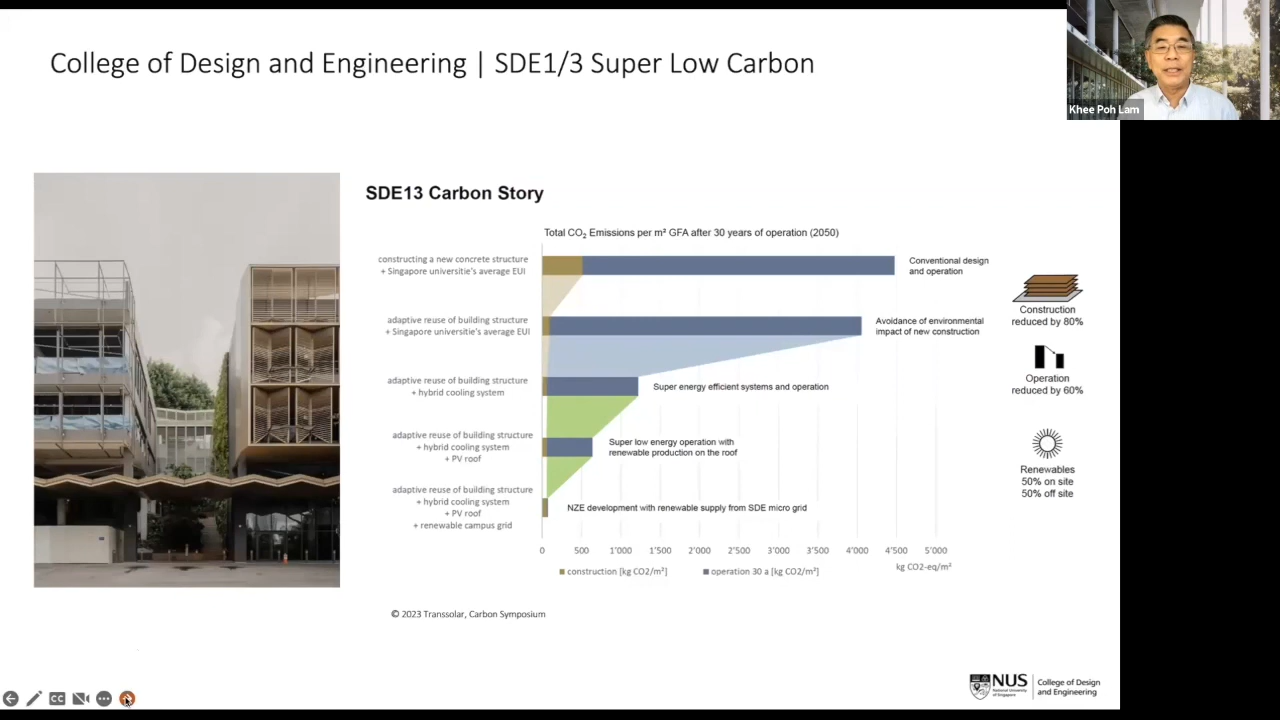 College of Design and Engineering | SDE1/3 Super Low Carbon
Khee Poh Lam
SDE13 Carbon Story
Total CO2 Emissions per m² GFA after 30 years of operation (2050)
constructing a new concrete structure
+ Singapore universitie's average EUI
Conventional design
and operation
adaptive reuse of building structure
+ Singapore universitie's average EUI
Avoidance of environmental
impact of new construction
adaptive reuse of building structure
+ hybrid cooling system
Super energy efficient systems and operation
adaptive reuse of building structure
+ hybrid cooling system
+ PV roof
Super low energy operation with
renewable production on the roof
adaptive reuse of building structure
+ hybrid cooling system
+ PV roof
+ renewable campus grid
NZE development with renewable supply from SDE micro grid
0 500 1'000 1'500 2'000 2'500 3'000 3'500 4'000 4'500 5'000
kg CO2-eq/m²
construction [kg CO2/m²]
operation 30 a [kg CO2/m²]
Construction
reduced by 80%
Operation
reduced by 60%
Renewables
50% on site
50% off site
© 2023 Transsolar, Carbon Symposium
CC
NUS
National University
of Singapore
College of Design
and Engineering